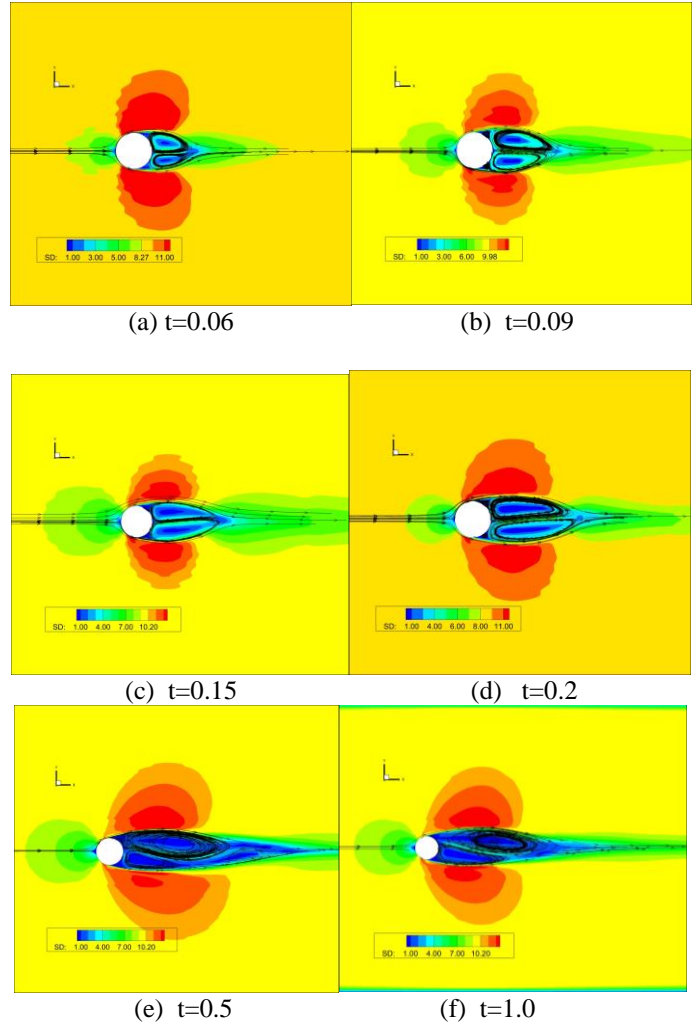 SD: 1.00 3.00 5.00 8.27 11.00
(a) t=0.06
SD: 1.00 3.00 6.00 9.98
(b) t=0.09
SD: 1.00 4.00 7.00 10.20
(c) t=0.15
SD: 1.00 4.00 6.00 8.00 11.00
(d) t=0.2
SD: 1.00 4.00 7.00 10.20
(e) t=0.5
SD: 1.00 4.00 7.00 10.20
(f) t=1.0